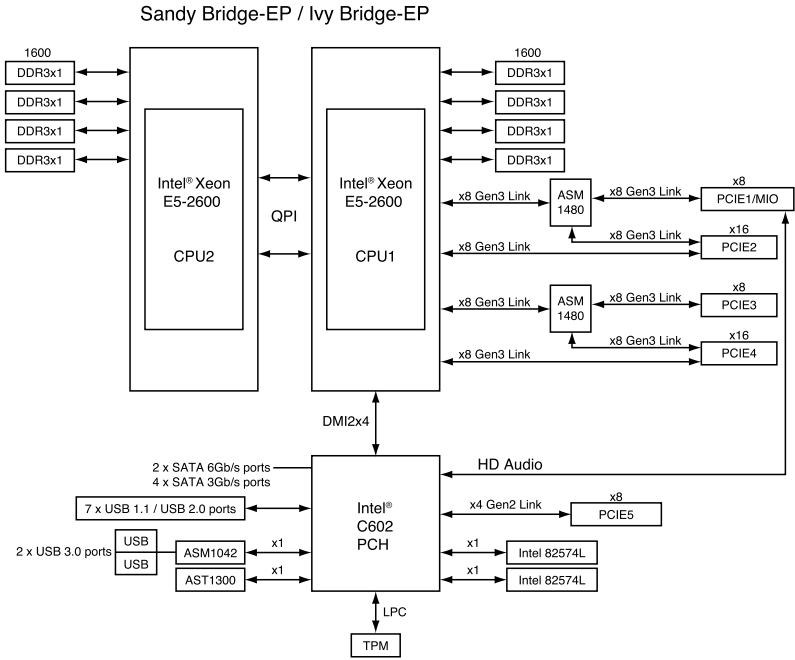 Sandy Bridge-EP / Ivy Bridge-EP
1600
DDR3x1
DDR3x1
DDR3x1
DDR3x1
Intel® Xeon
E5-2600
CPU2
QPI
Intel® Xeon
E5-2600
CPU1
1600
DDR3x1
DDR3x1
DDR3x1
DDR3x1
x8 Gen3 Link
ASM
1480
x8 Gen3 Link
x8
PCIE1/MIO
x8 Gen3 Link
x16
PCIE2
x8 Gen3 Link
x8 Gen3 Link
ASM
1480
x8 Gen3 Link
x8
PCIE3
x8 Gen3 Link
x16
PCIE4
x8 Gen3 Link
DMI2x4
2 x SATA 6Gb/s ports
4 x SATA 3Gb/s ports
7 x USB 1.1 / USB 2.0 ports
2 x USB 3.0 ports
USB
USB
ASM1042
x1
AST1300
x1
Intel®
C602
PCH
HD Audio
x4 Gen2 Link
x8
PCIE5
x1
Intel 82574L
x1
Intel 82574L
LPC
TPM